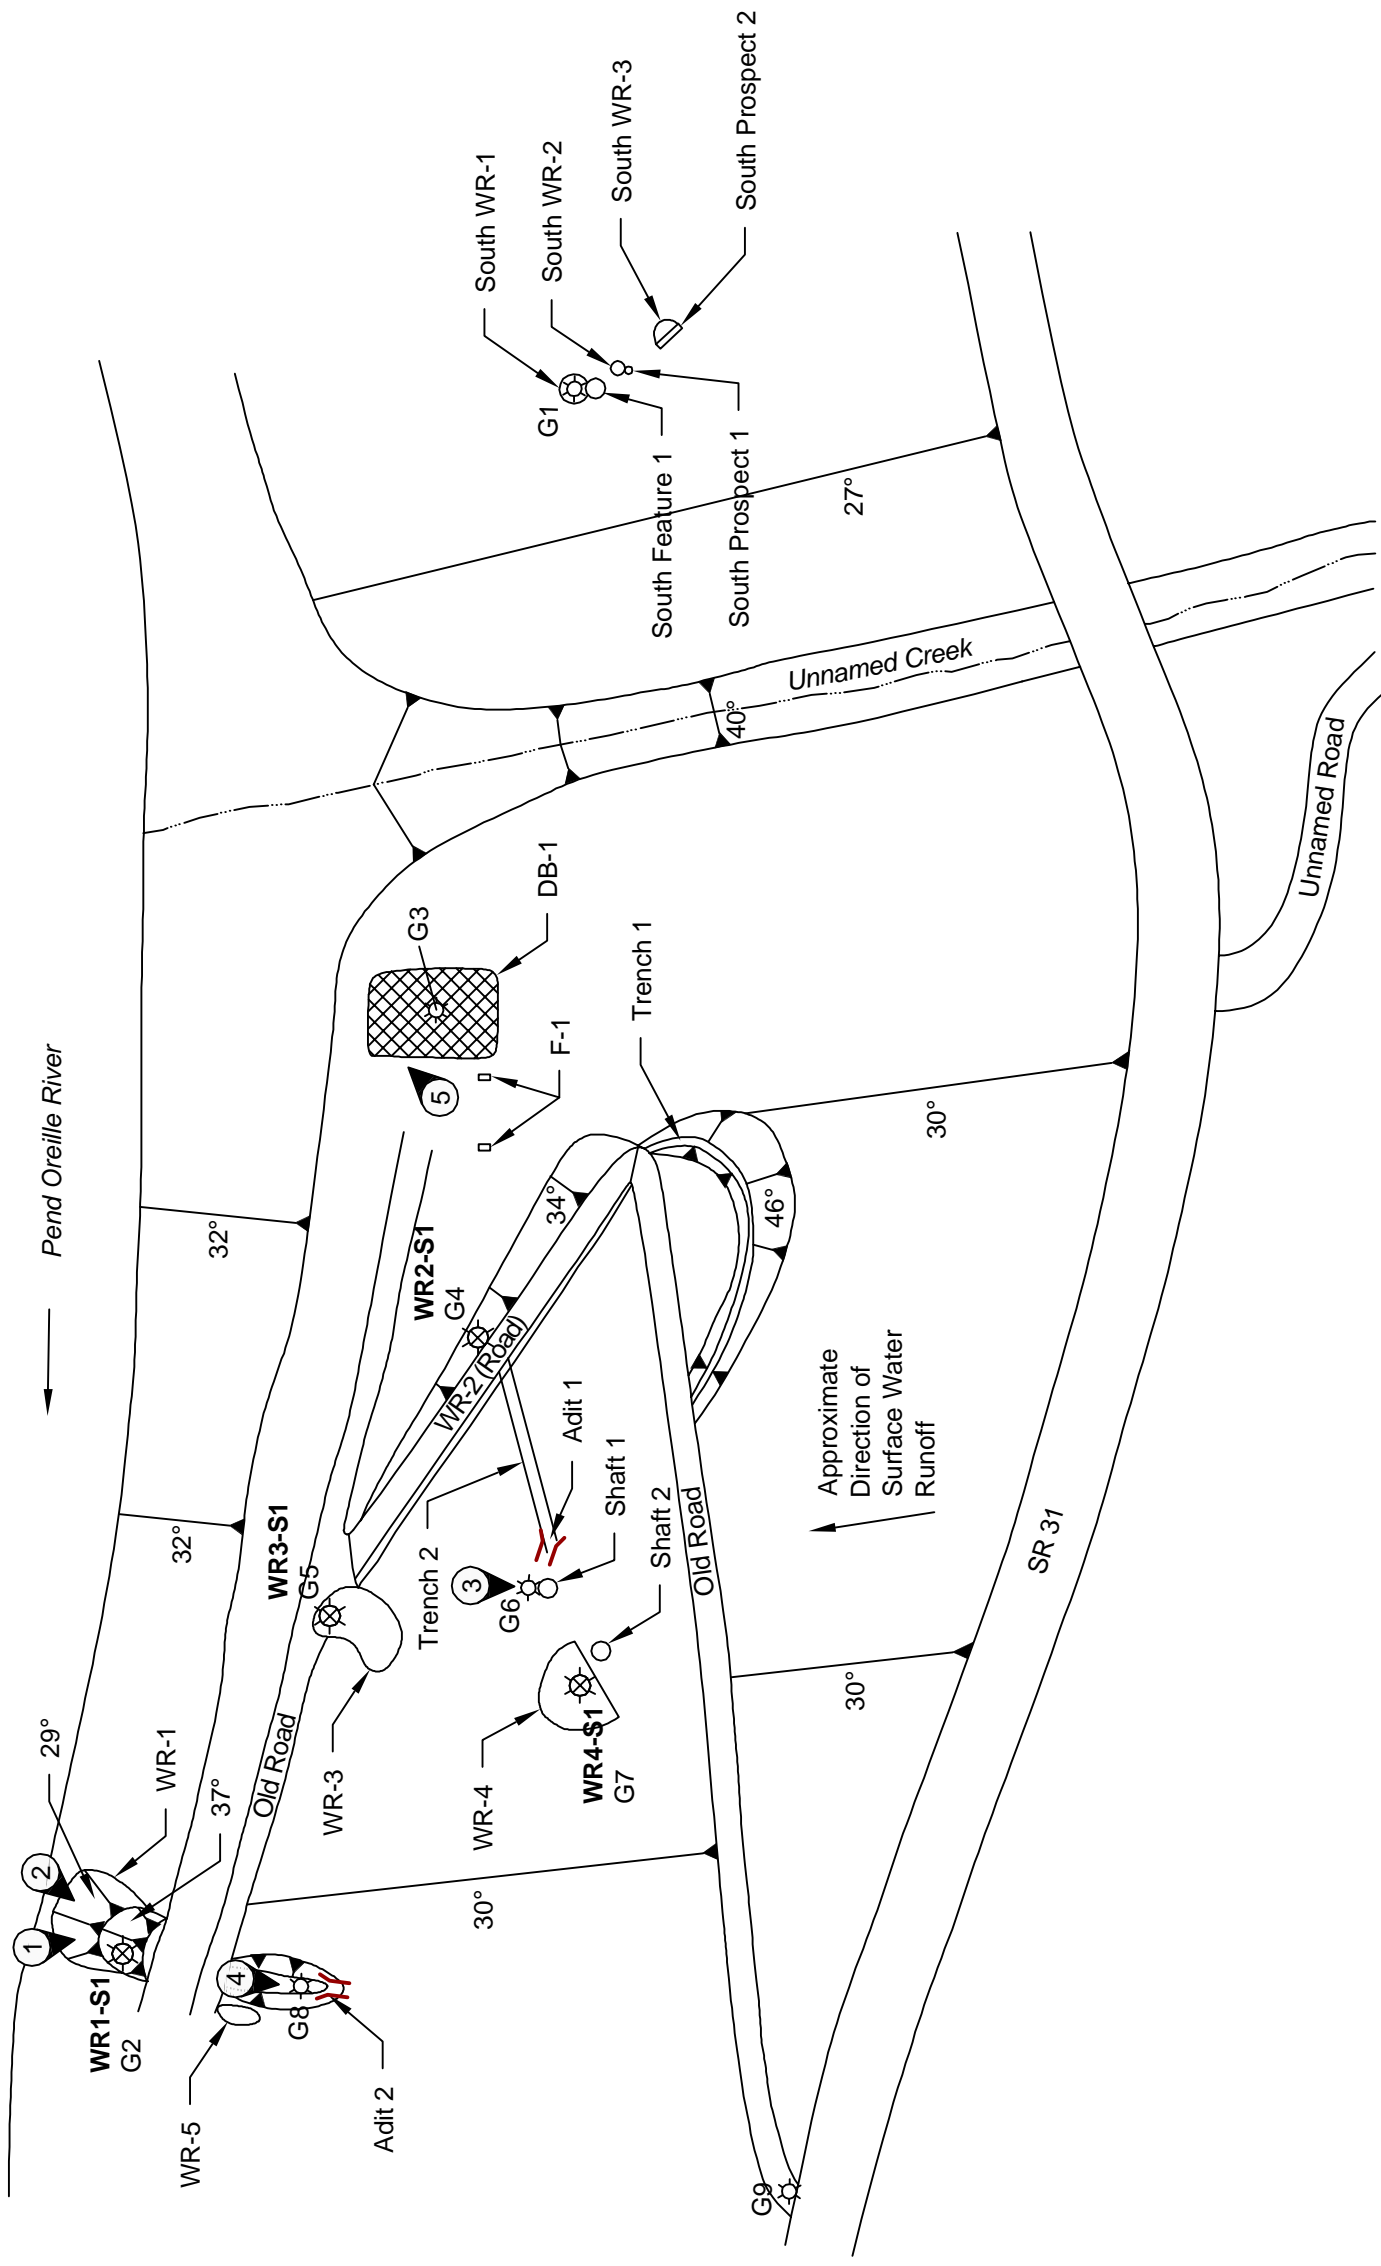 Pend Oreille River
29°
WR-1
37°
1
2
WR1-S1
G2
WR-5
Adit 2
4
G8
Old Road
32°
32°
WR3-S1
G5
WR-3
WR2-S1
G4
WR-2 (Road)
34°
Trench 2
Adit 1
3
G6
Shaft 1
Shaft 2
WR-4
WR4-S1
G7
30°
Old Road
30°
G9
5
G3
DB-1
F-1
Trench 1
46°
30°
Approximate
Direction of
Surface Water
Runoff
SR 31
Unnamed Road
Unnamed Creek
40°
27°
South WR-1
South WR-2
South WR-3
South Prospect 2
G1
South Feature 1
South Prospect 1